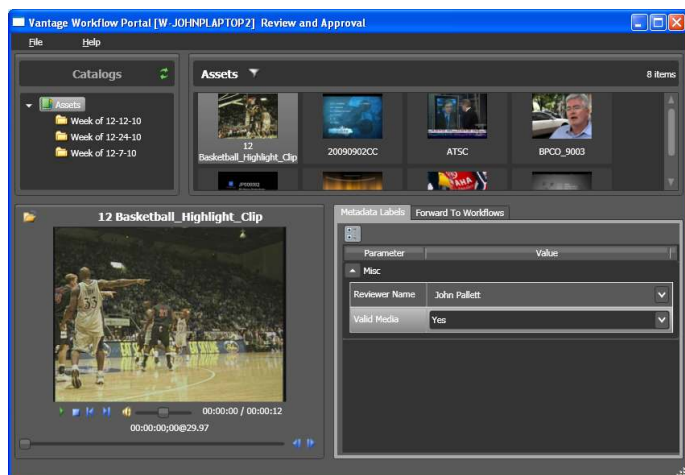 Vantage Workflow Portal [W-JOHNPLAPTOP2] Review and Approval
File Help
Catalogs
Assets
8 items
Assets
Week of 12-12-10
Week of 12-24-10
Week of 12-7-10
12
Basketball_Highlight_Clip
20090902CC
ATSC
BPCO_9003
12 Basketball_Highlight_Clip
33
00:00:00 / 00:00:12
00:00:00;00@29.97
Metadata Labels
Forward To Workflows
Parameter Value
Misc
Reviewer Name John Pallett
Valid Media Yes